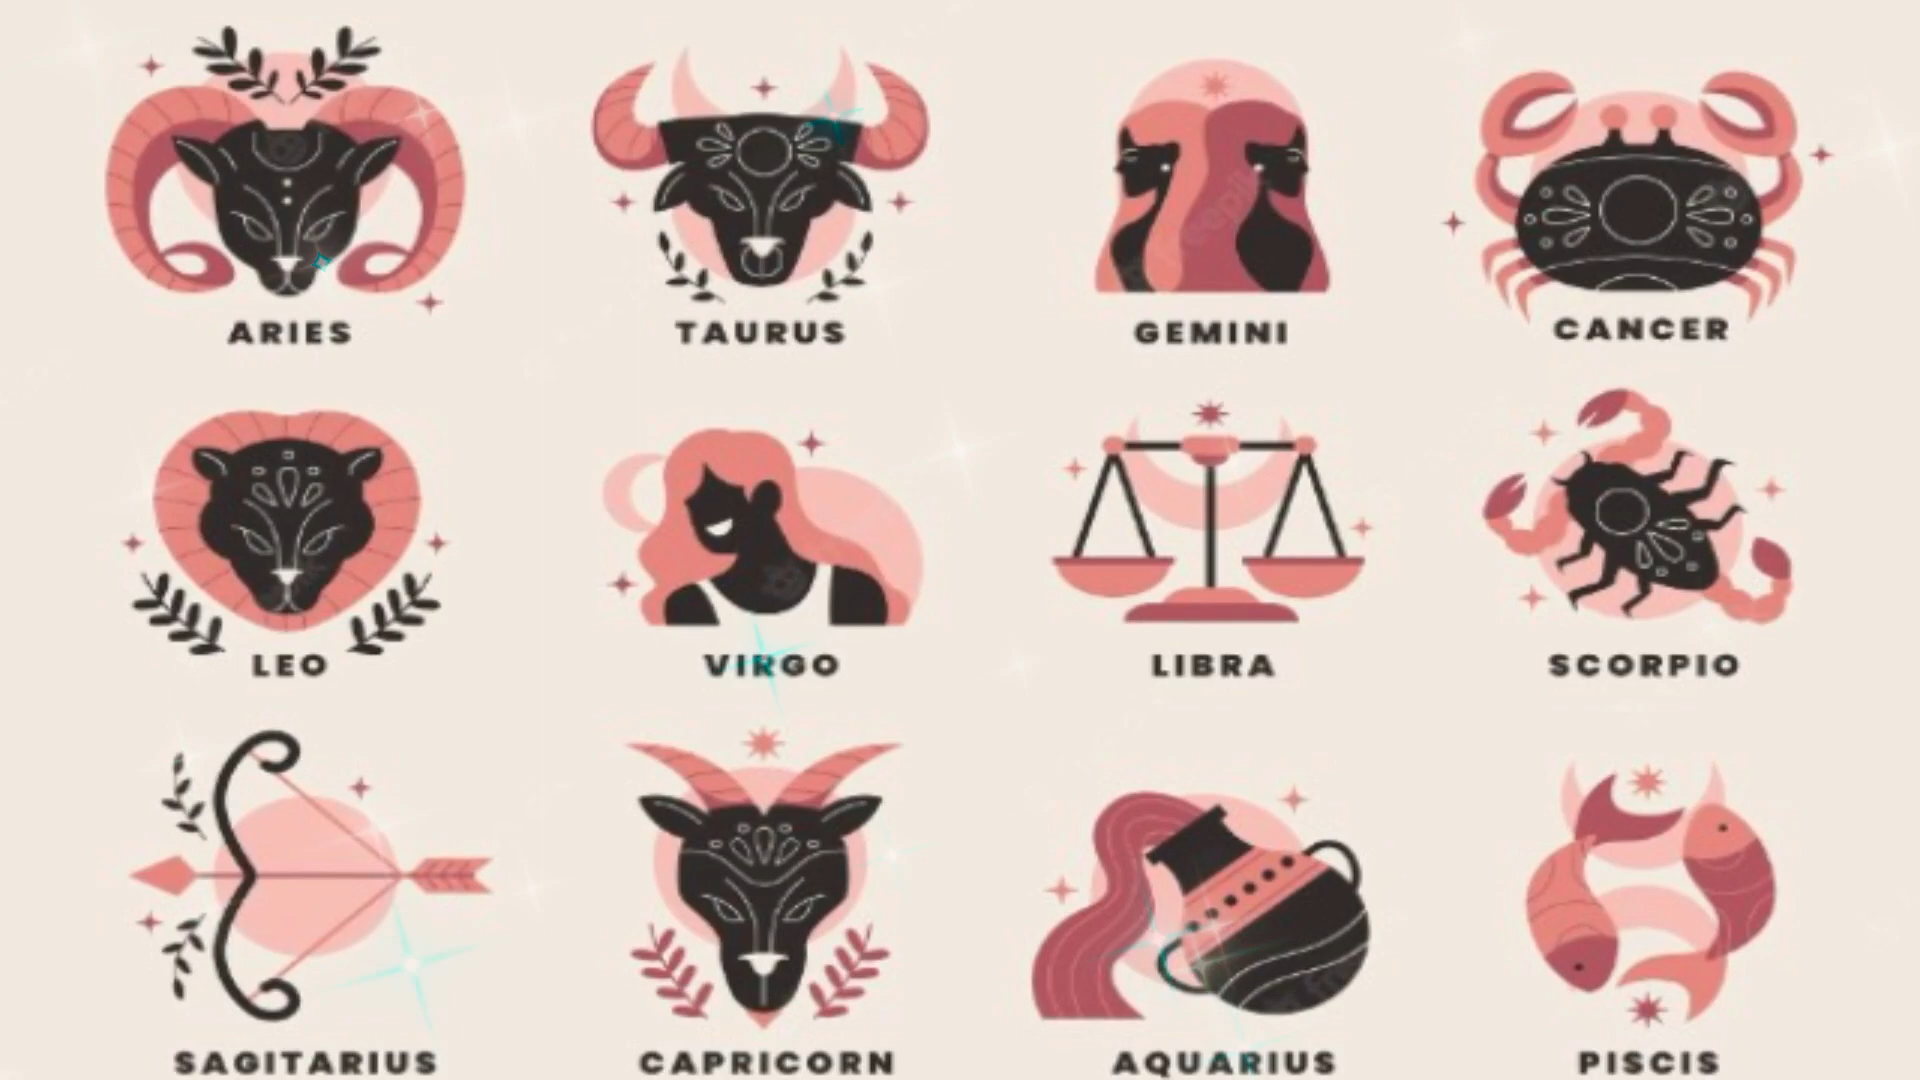 ARIES
TAURUS
GEMINI
CANCER
LEO
VIRGO
LIBRA
SCORPIO
SAGITARIUS
CAPRICORN
AQUARIUS
PISCIS